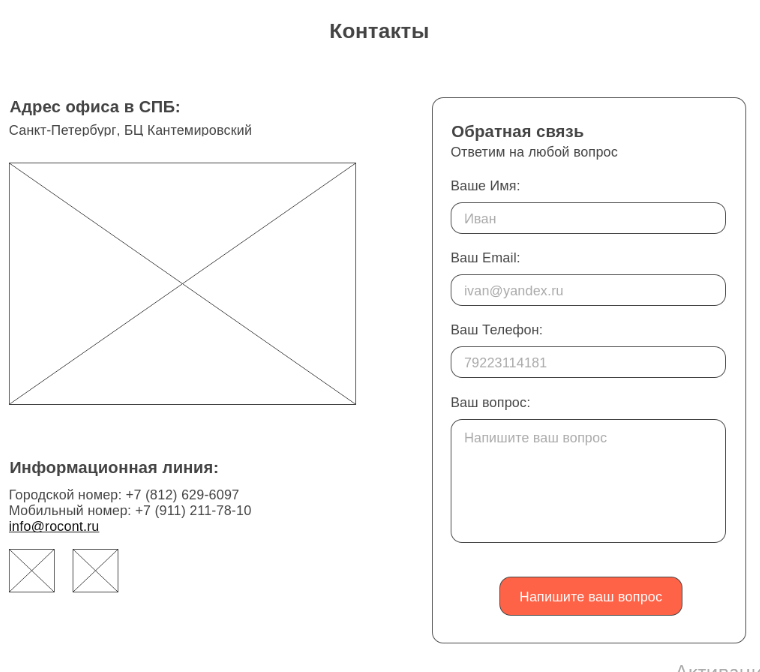 Контакты
Адрес офиса в СПБ:
Санкт-Петербург, БЦ Кантемировский
Информационная линия:
Городской номер: +7 (812) 629-6097
Мобильный номер: +7 (911) 211-78-10
info@rocont.ru
Обратная связь
Ответим на любой вопрос
Ваше Имя:
Иван
Ваш Email:
ivan@yandex.ru
Ваш Телефон:
79223114181
Ваш вопрос:
Напишите ваш вопрос
Напишите ваш вопрос